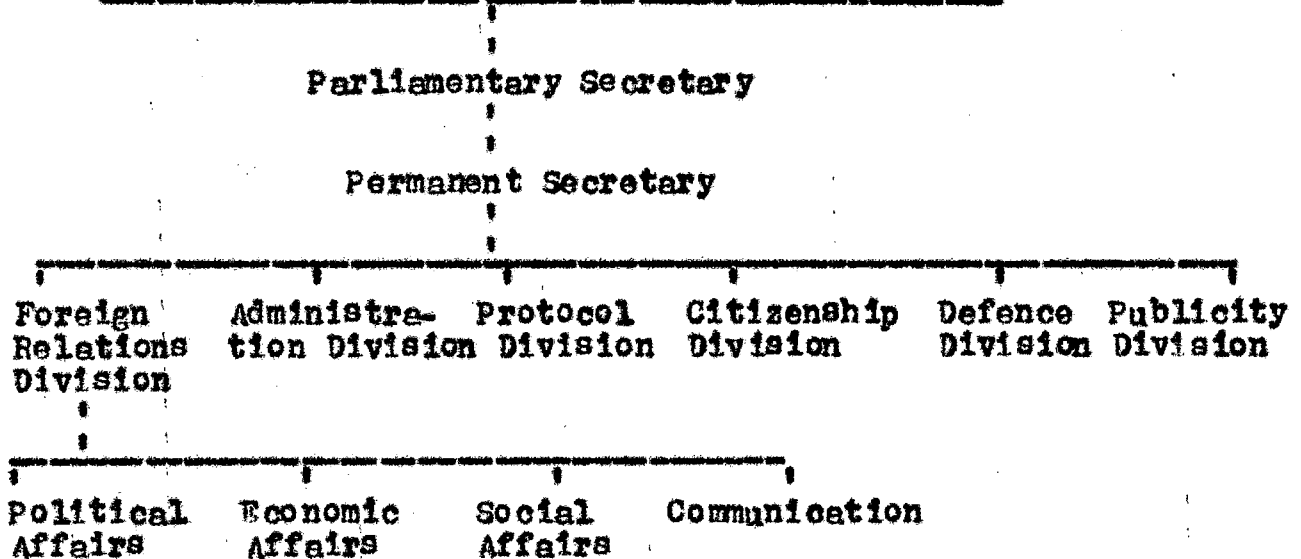 Parliamentary Secretary
Permanent Secretary
Foreign Administra- Protocol Citizenship Defence Publicity
Relations tion Division Division Division Division Division
Division
Political Economic Social Communication
Affairs Affairs Affairs